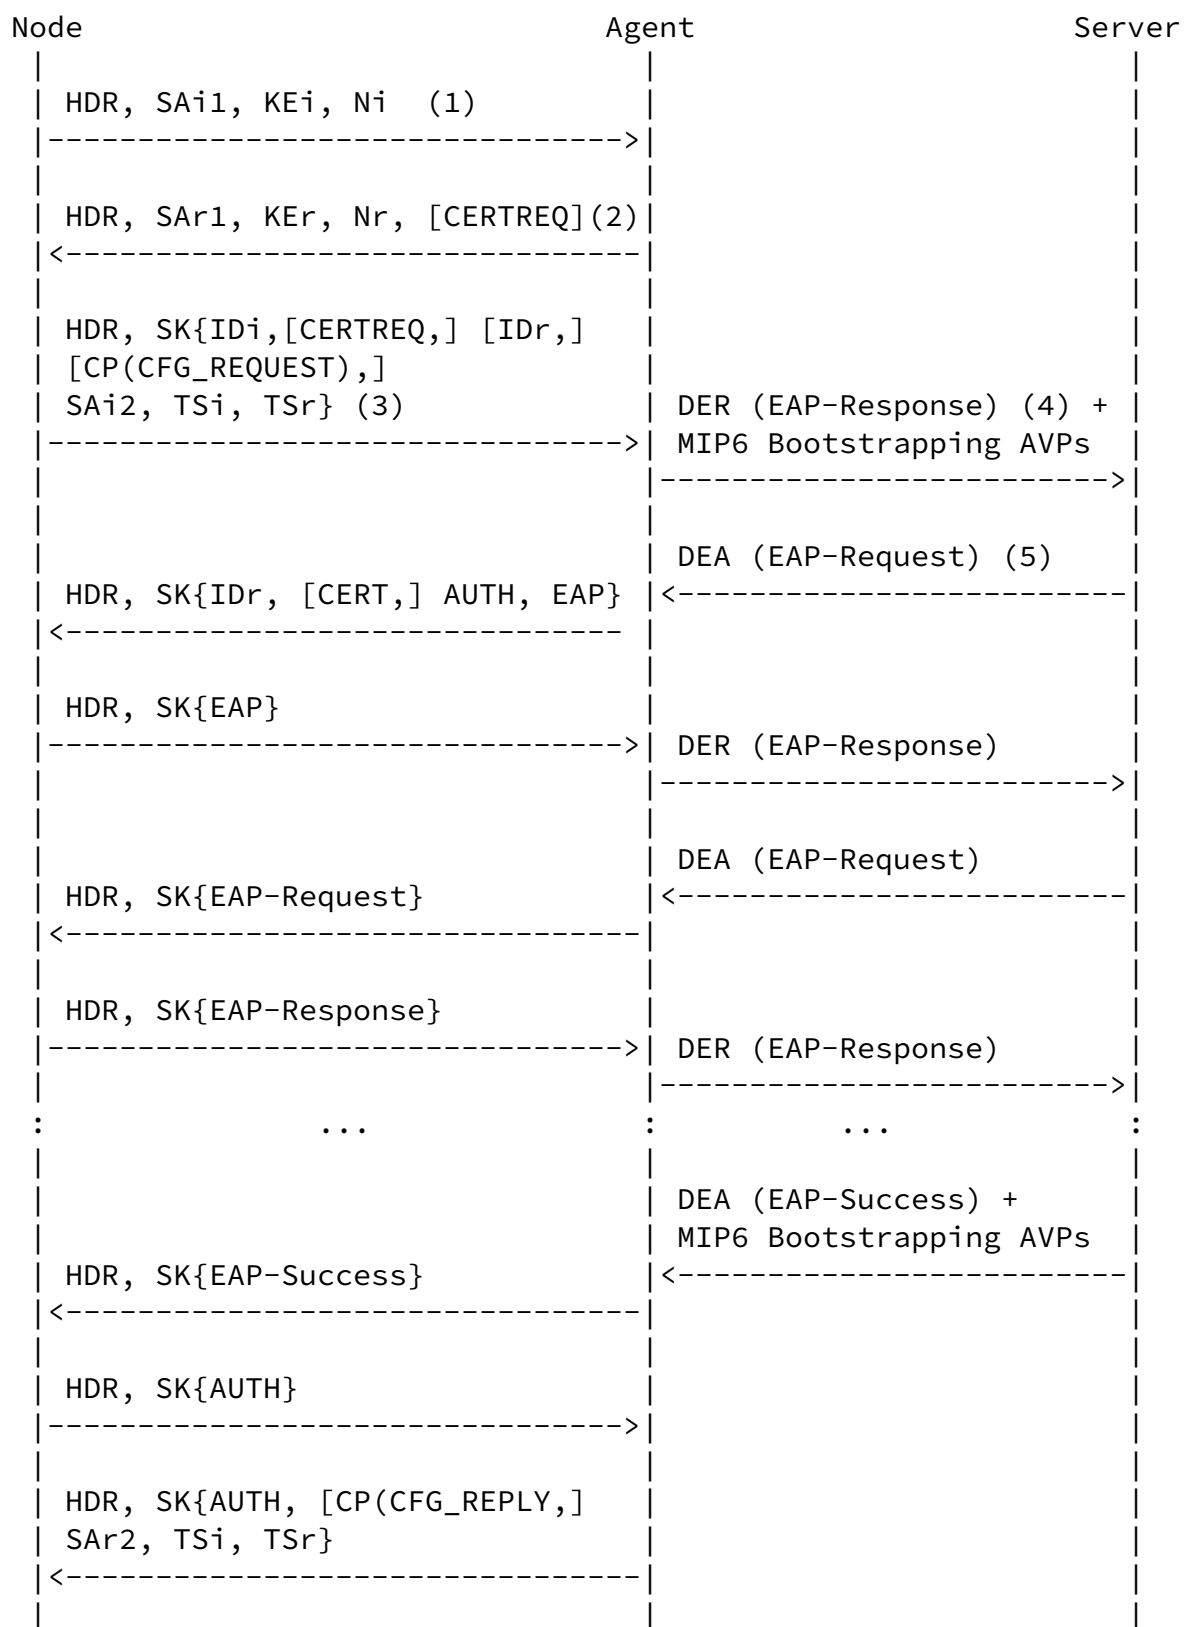 Node Agent Server
HDR, SAi1, KEi, Ni (1)
HDR, SAr1, KEr, Nr, [CERTREQ](2)
HDR, SK{IDi,[CERTREQ,] [IDr,]
[CP(CFG_REQUEST),]
SAi2, TSi, TSr} (3) DER (EAP-Response) (4) +
MIP6 Bootstrapping AVPs
DEA (EAP-Request) (5)
HDR, SK{IDr, [CERT,] AUTH, EAP}
HDR, SK{EAP}
DER (EAP-Response)
DEA (EAP-Request)
HDR, SK{EAP-Request}
HDR, SK{EAP-Response}
DER (EAP-Response)
: ... : ... :
DEA (EAP-Success) +
MIP6 Bootstrapping AVPs
HDR, SK{EAP-Success}
HDR, SK{AUTH}
HDR, SK{AUTH, [CP(CFG_REPLY,]
SAr2, TSi, TSr}